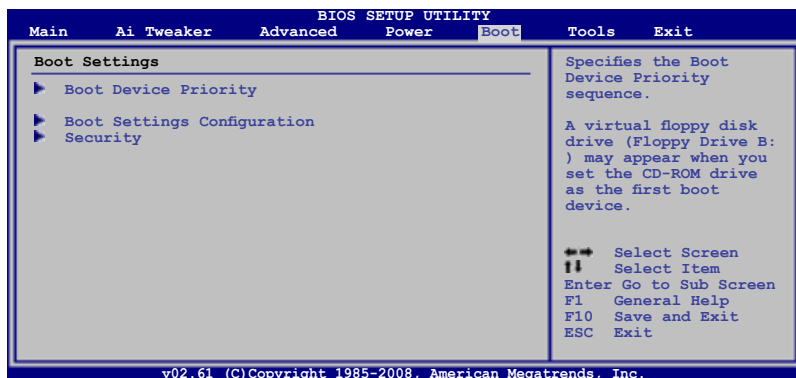 BIOS SETUP UTILITY
Main Ai Tweaker Advanced Power Boot Tools Exit
Boot Settings
Boot Device Priority
Boot Settings Configuration
Security
Specifies the Boot
Device Priority
sequence.
A virtual floppy disk
drive (Floppy Drive B:
) may appear when you
set the CD-ROM drive
as the first boot
device.
Select Screen
Select Item
Enter Go to Sub Screen
F1 General Help
F10 Save and Exit
ESC Exit
v02.61 (C)Copyright 1985-2008, American Megatrends, Inc.